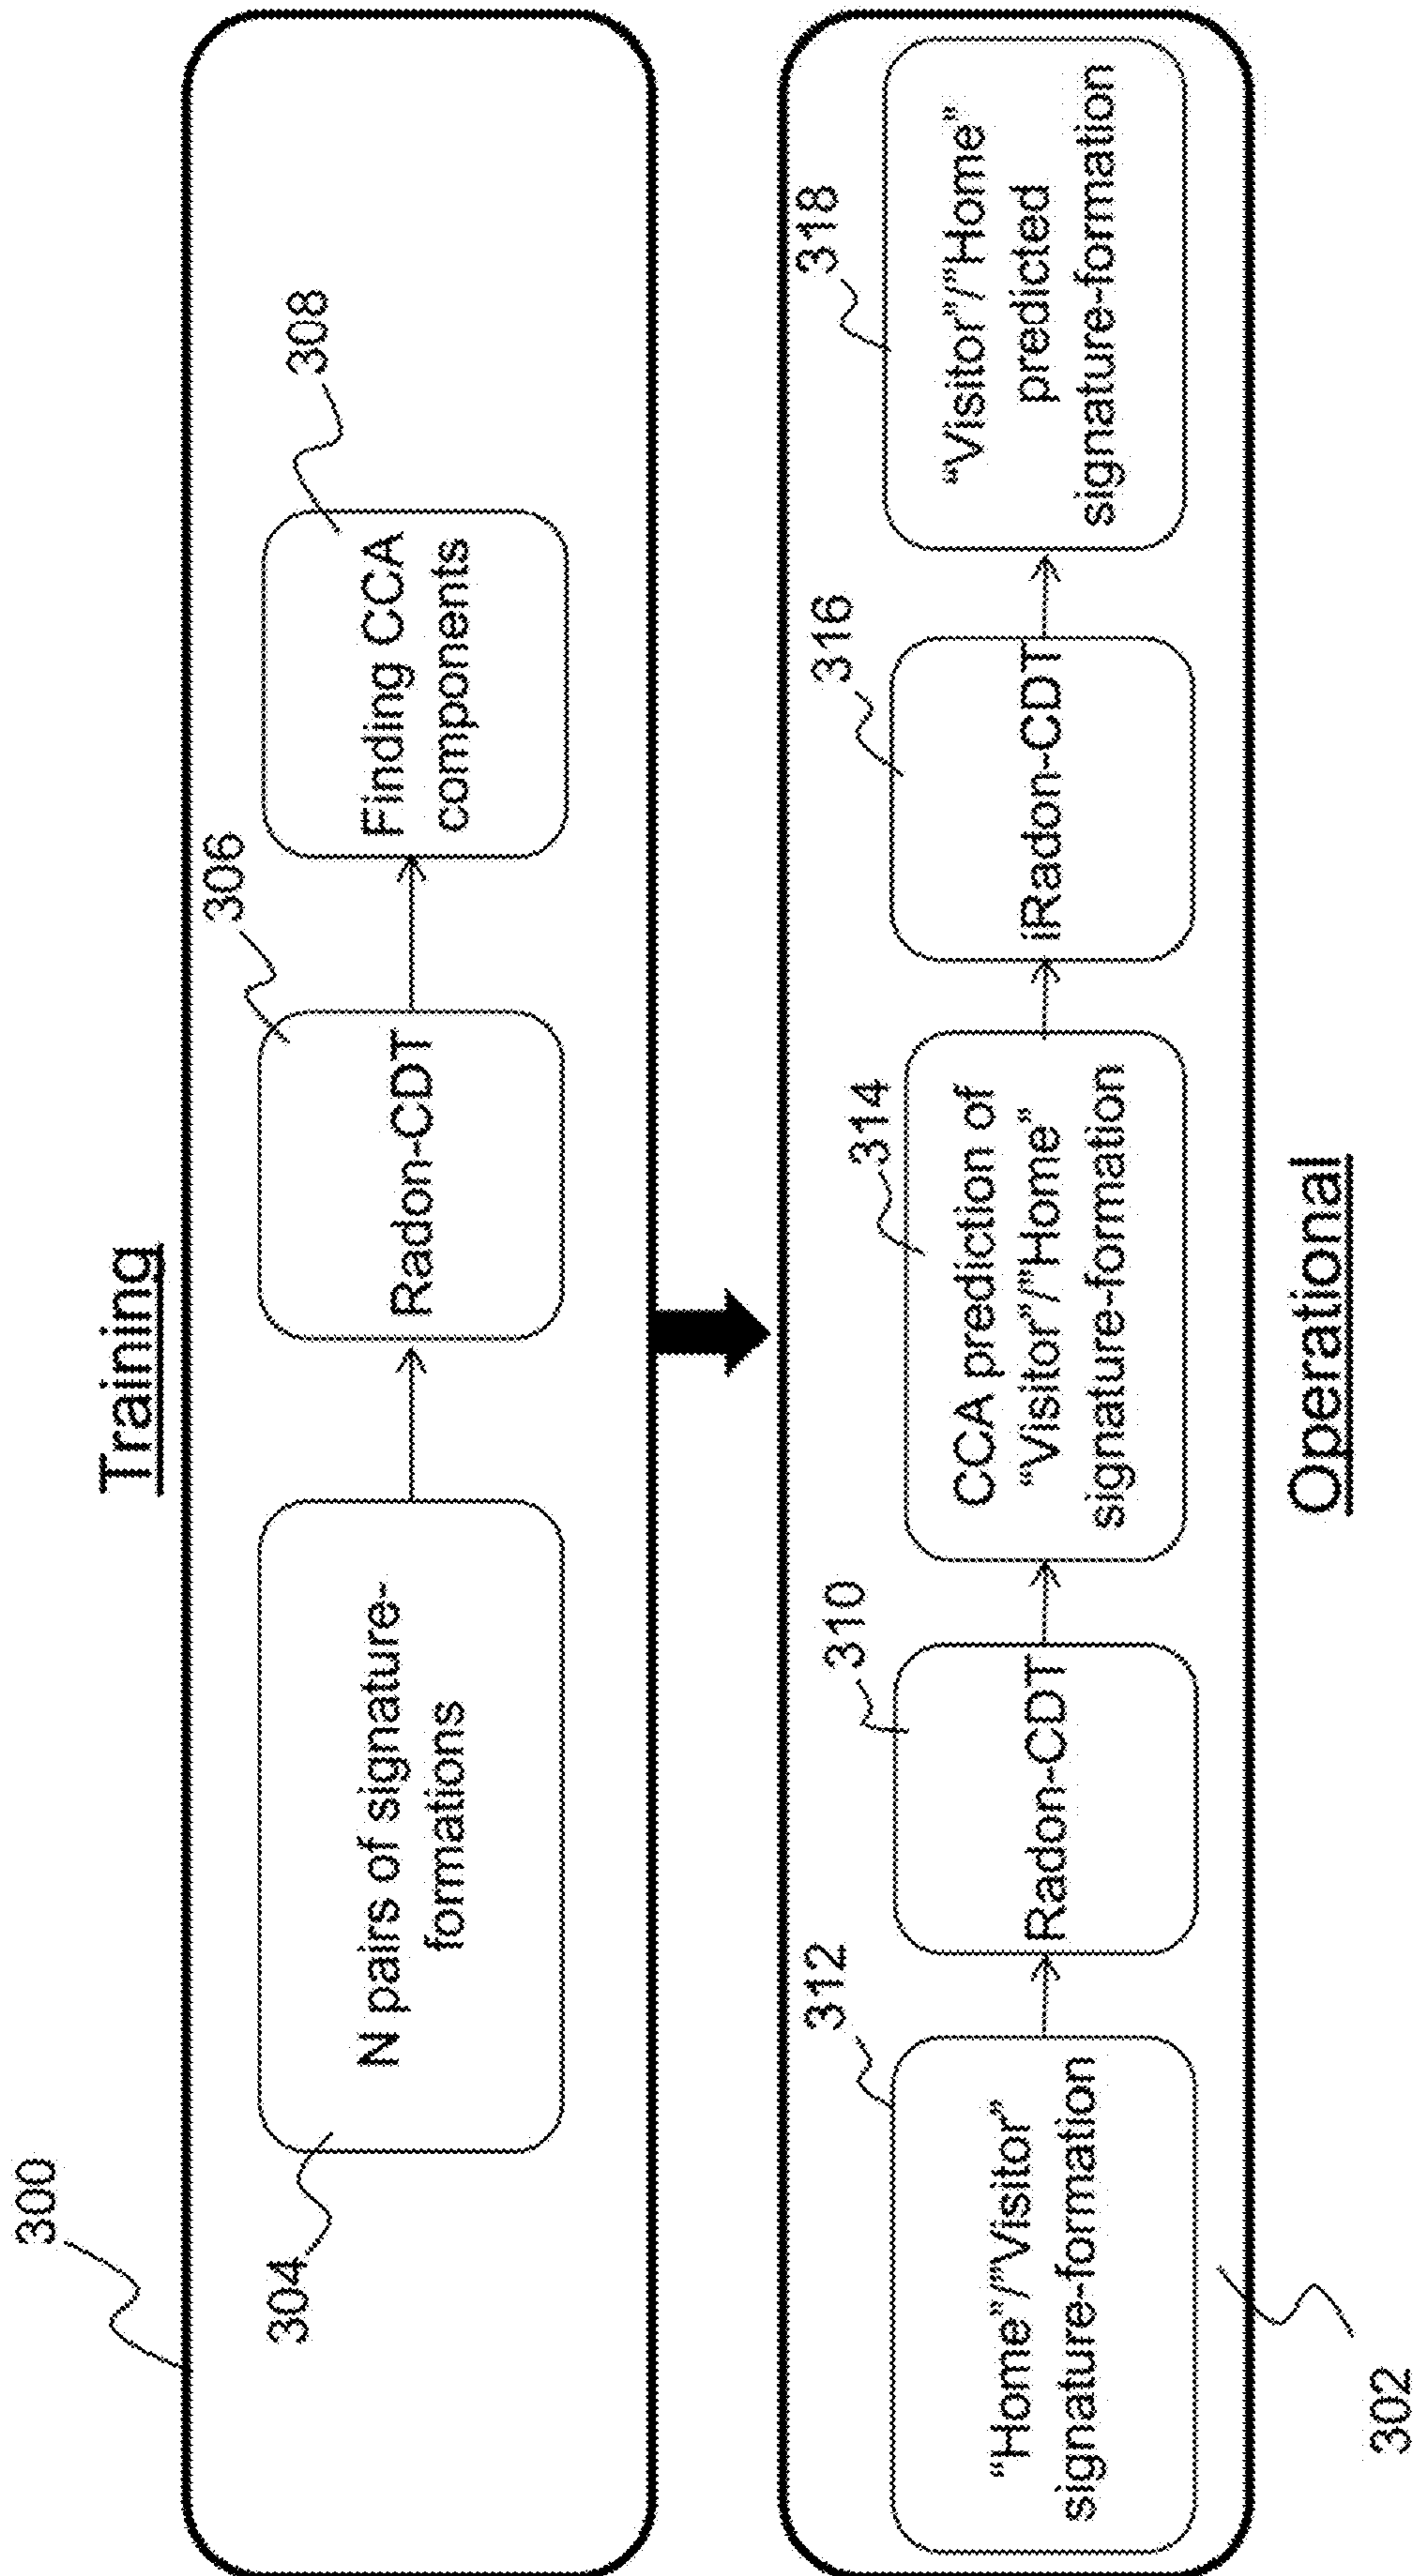 Training
300
304
N pairs of signature-
formations
306
Radon-CDT
308
Finding CCA
components
312
“Home”/”Visitor”
signature-formation
310
Radon-CDT
314
CCA prediction of
“Visitor”/”Home”
signature-formation
316
iRadon-CDT
318
“Visitor”/“Home”
predicted
signature-formation
302
Operational